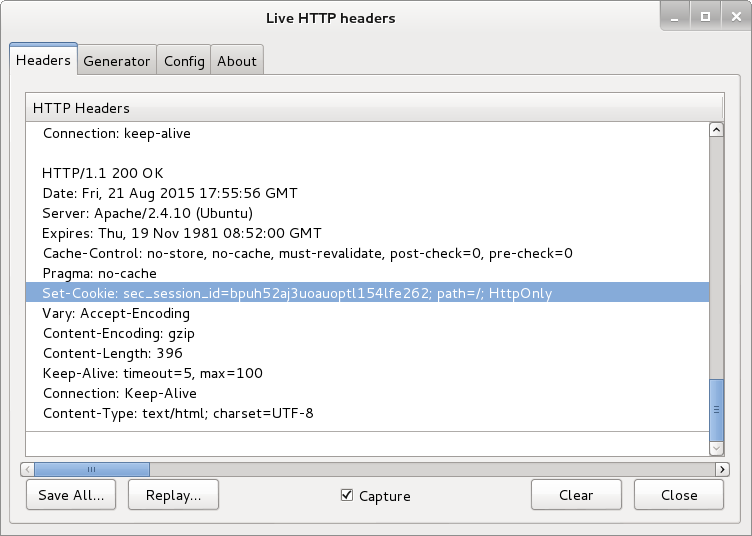 Live HTTP headers
Headers Generator Config About
HTTP Headers
Connection: keep-alive
HTTP/1.1 200 OK
Date: Fri, 21 Aug 2015 17:55:56 GMT
Server: Apache/2.4.10 (Ubuntu)
Expires: Thu, 19 Nov 1981 08:52:00 GMT
Cache-Control: no-store, no-cache, must-revalidate, post-check=0, pre-check=0
Pragma: no-cache
Set-Cookie: sec_session_id=bpuh52aj3uoauoptl154lfe262; path=/; HttpOnly
Vary: Accept-Encoding
Content-Encoding: gzip
Content-Length: 396
Keep-Alive: timeout=5, max=100
Connection: Keep-Alive
Content-Type: text/html; charset=UTF-8
Save All... Replay... Capture Clear Close